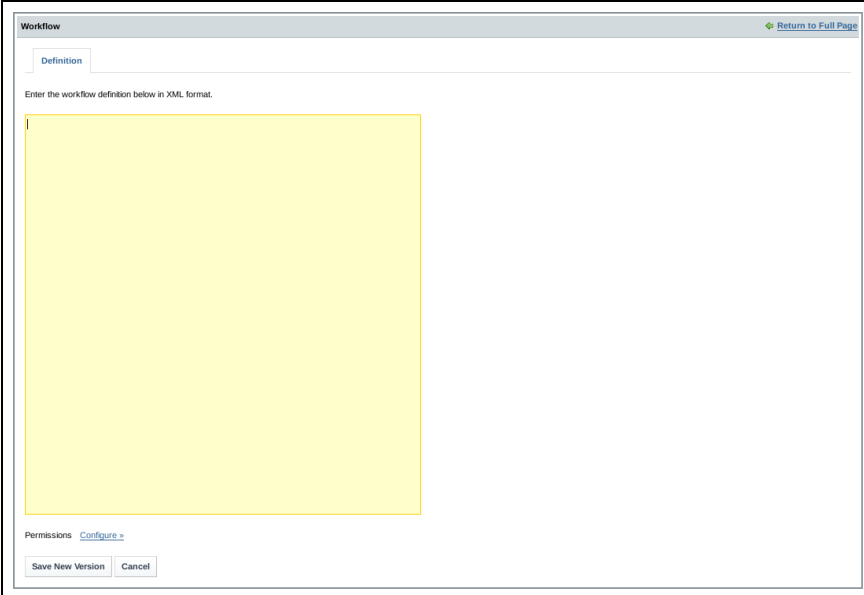 Workflow
Return to Full Page
Definition
Enter the workflow definition below in XML format.
Permissions Configure »
Save New Version Cancel